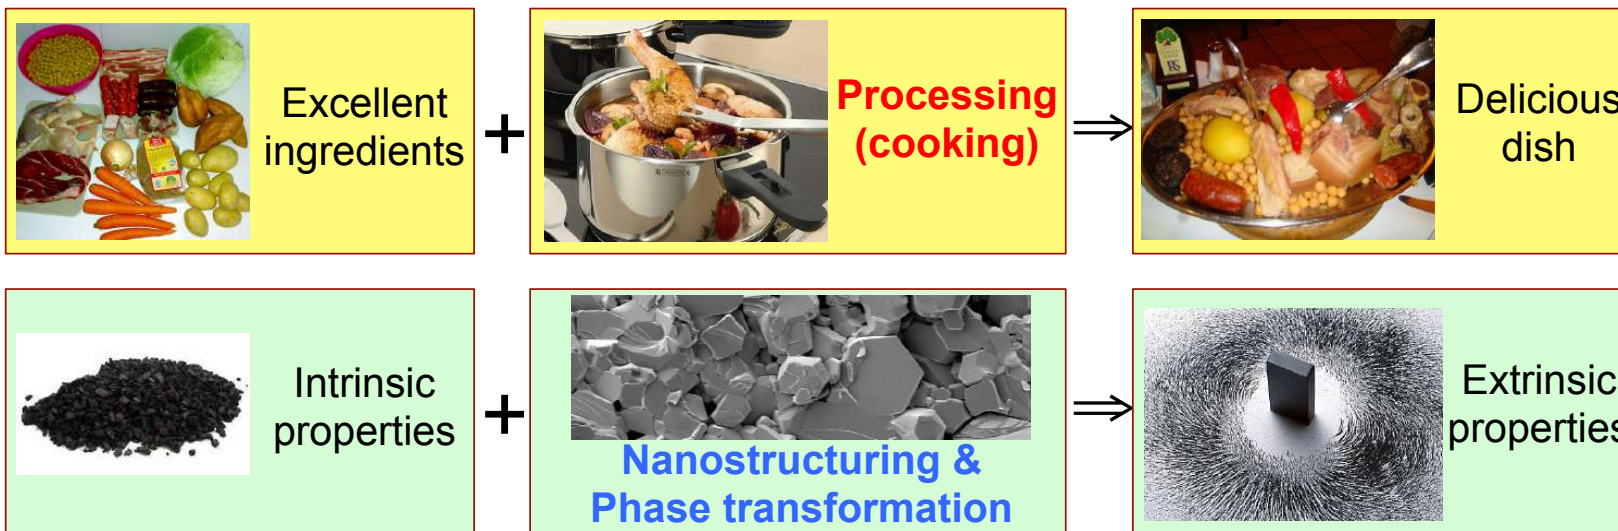 Excellent
ingredients
+
Processing
(cooking)
⇒
Delicious
dish
Intrinsic
properties
+
Nanostructuring &
Phase transformation
⇒
Extrinsic
properties